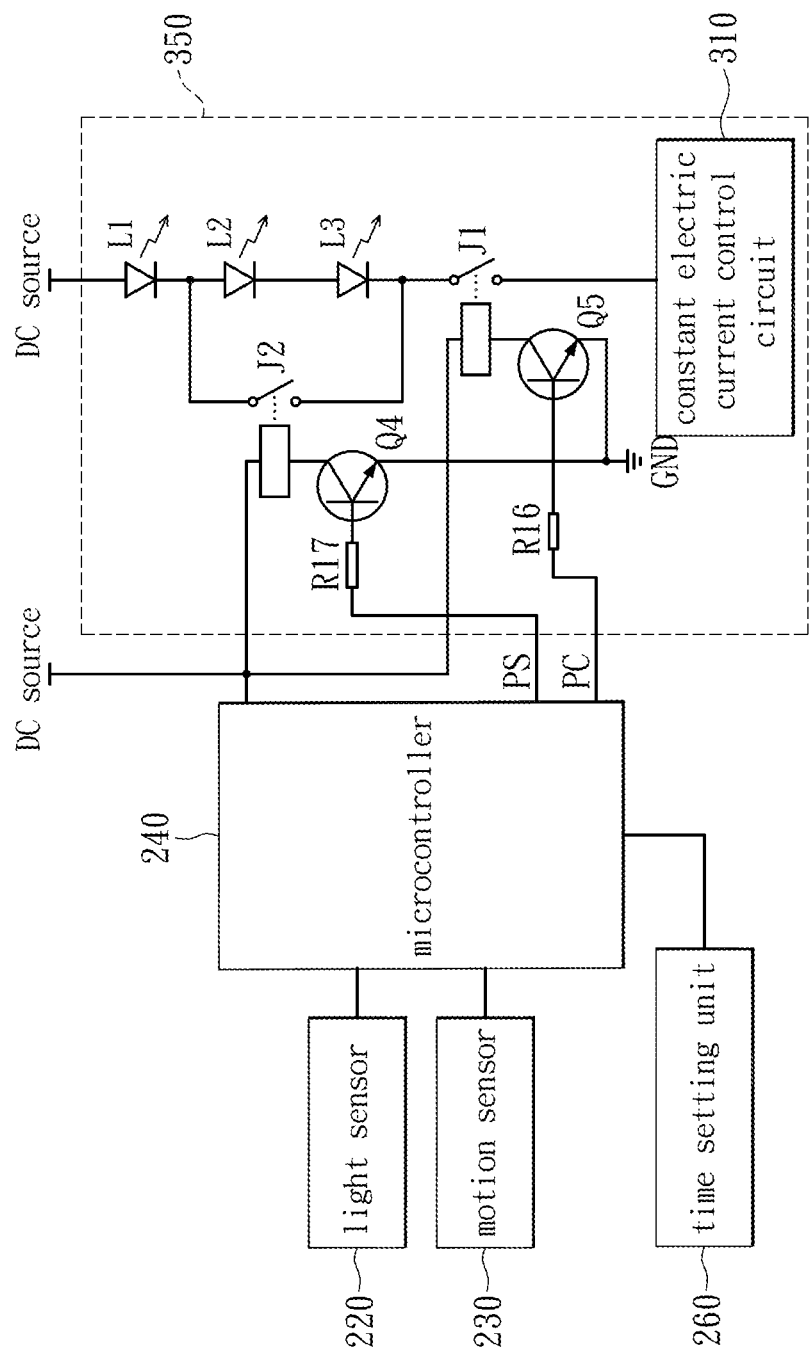 DC source
DC source
350
L1
L2
L3
J2
J1
Q4
Q5
R17
R16
GND
PS
PC
240
microcontroller
constant electric
current control
circuit
310
light sensor
220
motion sensor
230
time setting unit
260